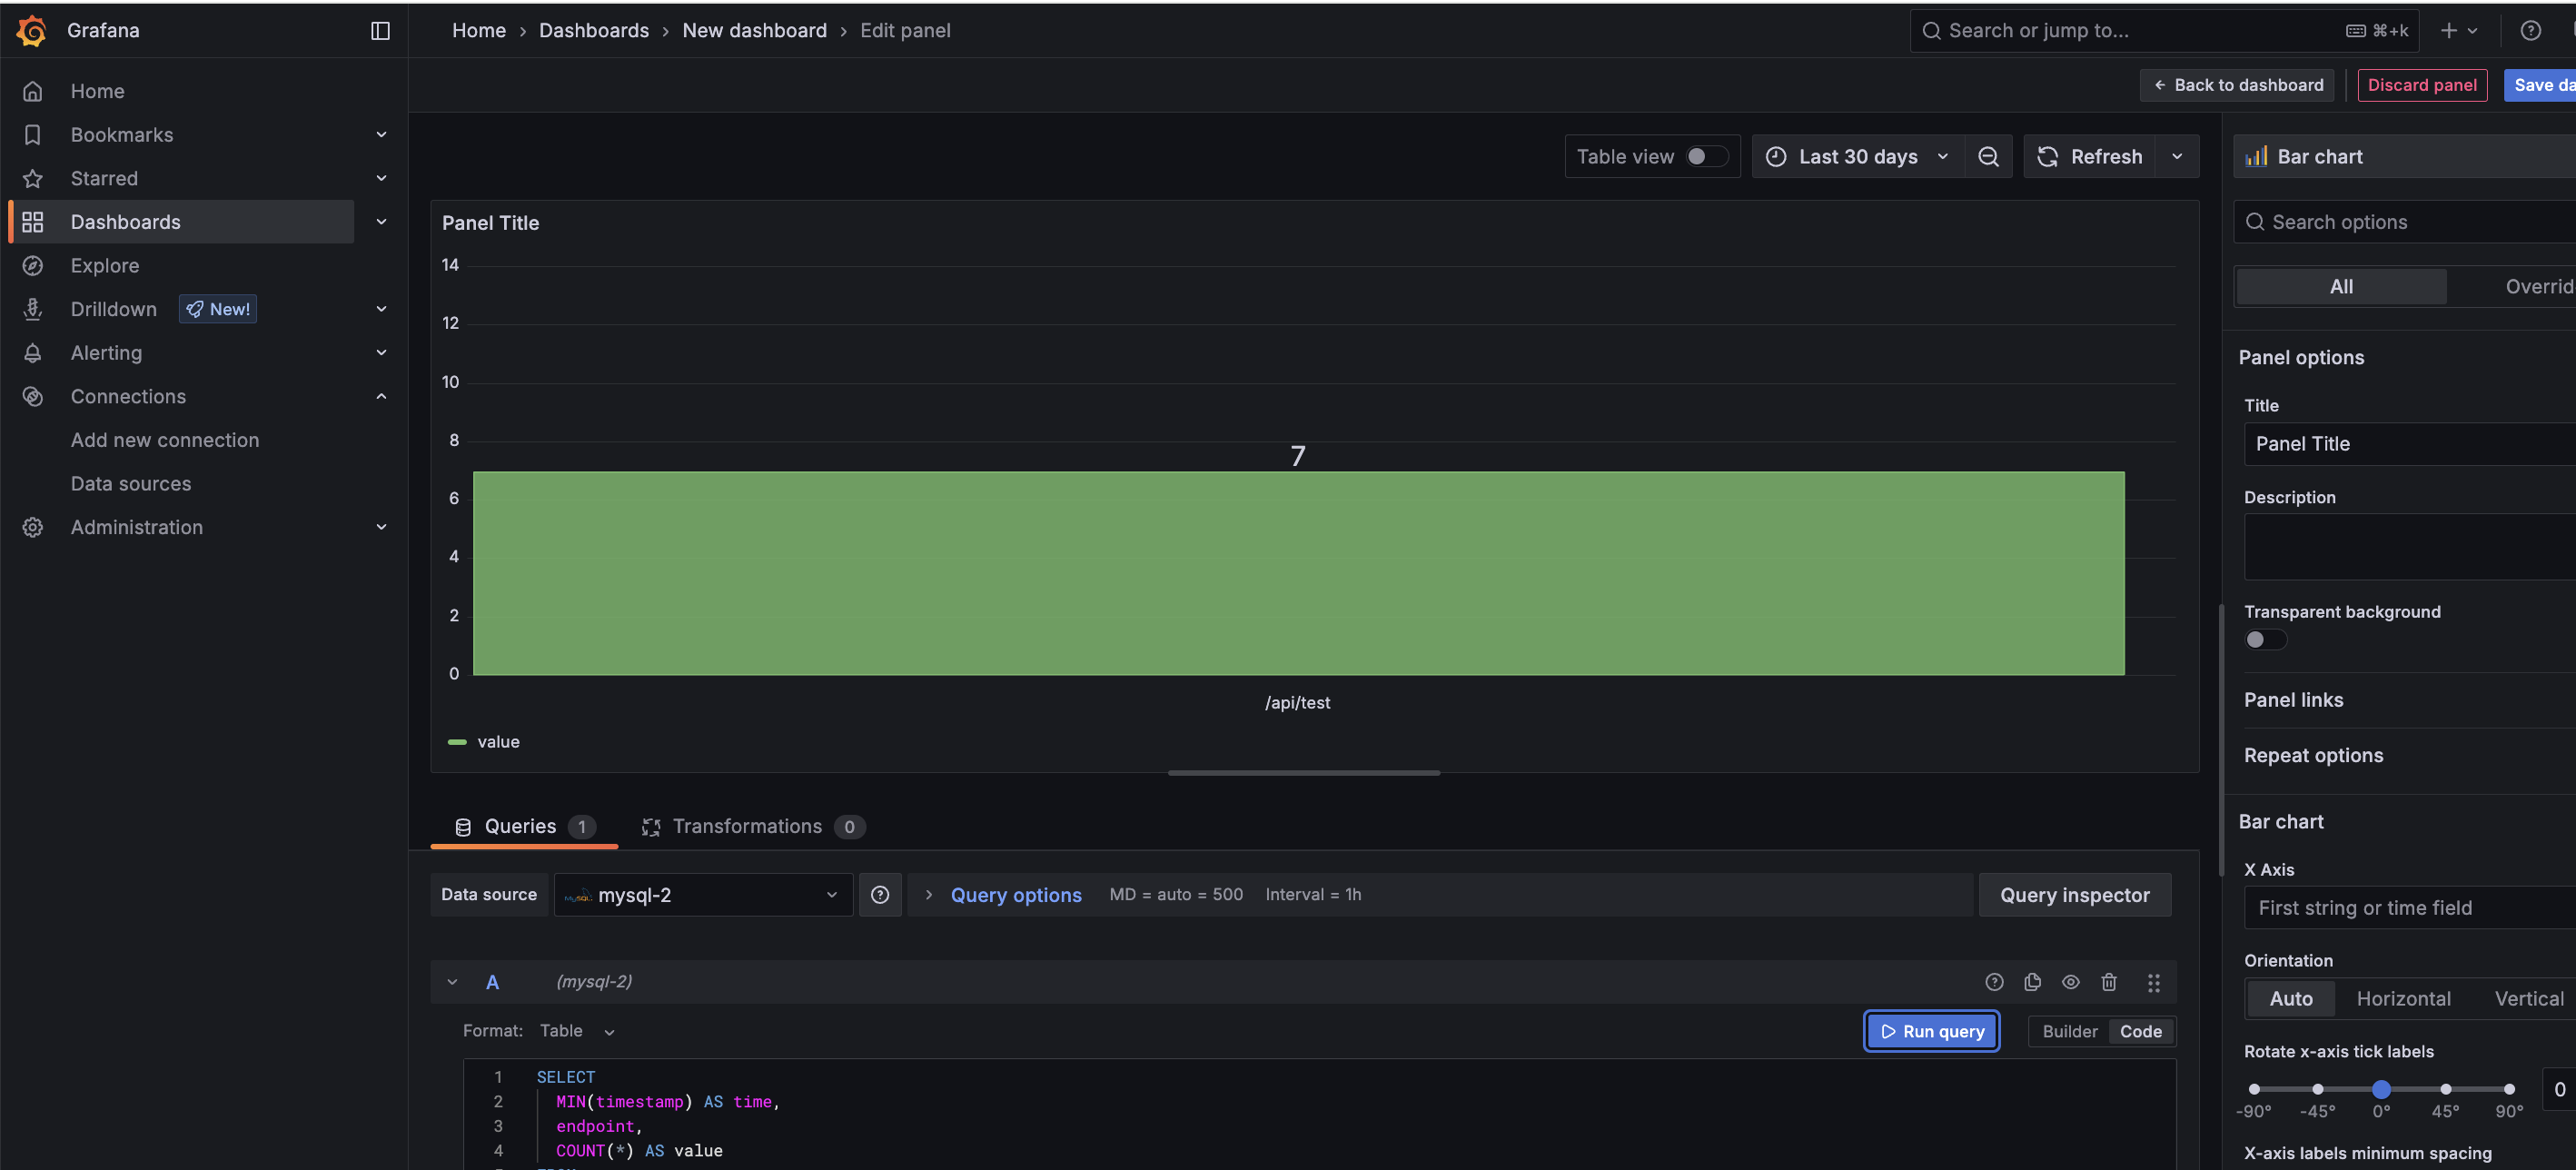 Grafana
Home › Dashboards › New dashboard › Edit panel
Search or jump to...
⌘+k
Home
Bookmarks
Starred
Dashboards
Explore
Drilldown
New!
Alerting
Connections
Add new connection
Data sources
Administration
← Back to dashboard
Discard panel
Save da
Table view
Last 30 days
Refresh
Panel Title
14
12
10
8
6
4
2
0
7
/api/test
value
Queries 1
Transformations 0
Data source
MySQL
mysql-2
Query options
MD = auto = 500
Interval = 1h
Query inspector
A
(mysql-2)
Format: Table
Run query
Builder
Code
1 SELECT
2 MIN(timestamp) AS time,
3 endpoint,
4 COUNT(*) AS value
Bar chart
Search options
All
Overrid
Panel options
Title
Panel Title
Description
Transparent background
Panel links
Repeat options
Bar chart
X Axis
First string or time field
Orientation
Auto
Horizontal
Vertical
Rotate x-axis tick labels
0
-90°
-45°
0°
45°
90°
X-axis labels minimum spacing